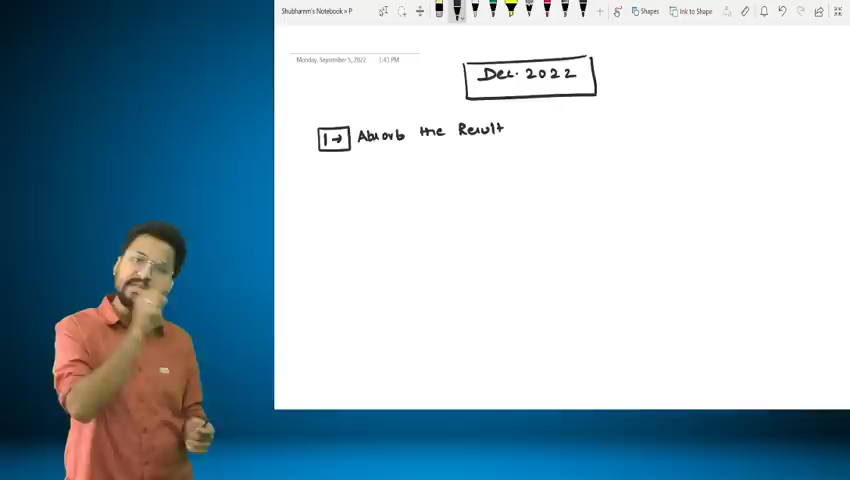 Shubhamm's Notebook > P
Shapes
Ink to Shape
Monday, September 5, 2022 1:41 PM
Dec. 2022
1→ Absorb the Result